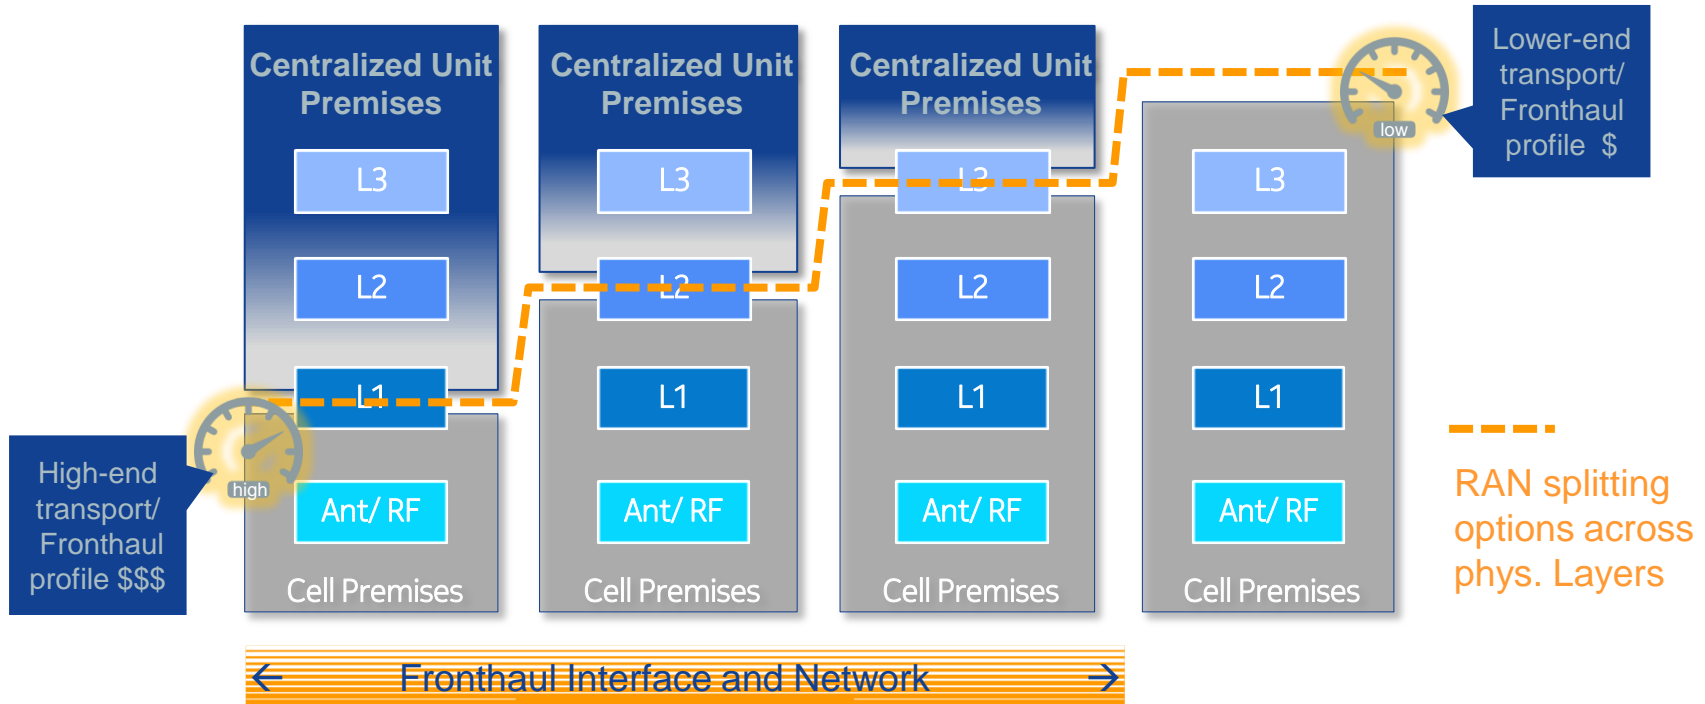 Centralized Unit
Premises
L3
L2
L1
Ant/ RF
Cell Premises
Centralized Unit
Premises
L3
L2
L1
Ant/ RF
Cell Premises
Centralized Unit
Premises
L3
L2
L1
Ant/ RF
Cell Premises
L3
L2
L1
Ant/ RF
Cell Premises
high
High-end
transport/
Fronthaul
profile $$$
low
Lower-end
transport/
Fronthaul
profile $
RAN splitting
options across
phys. Layers
← Fronthaul Interface and Network →